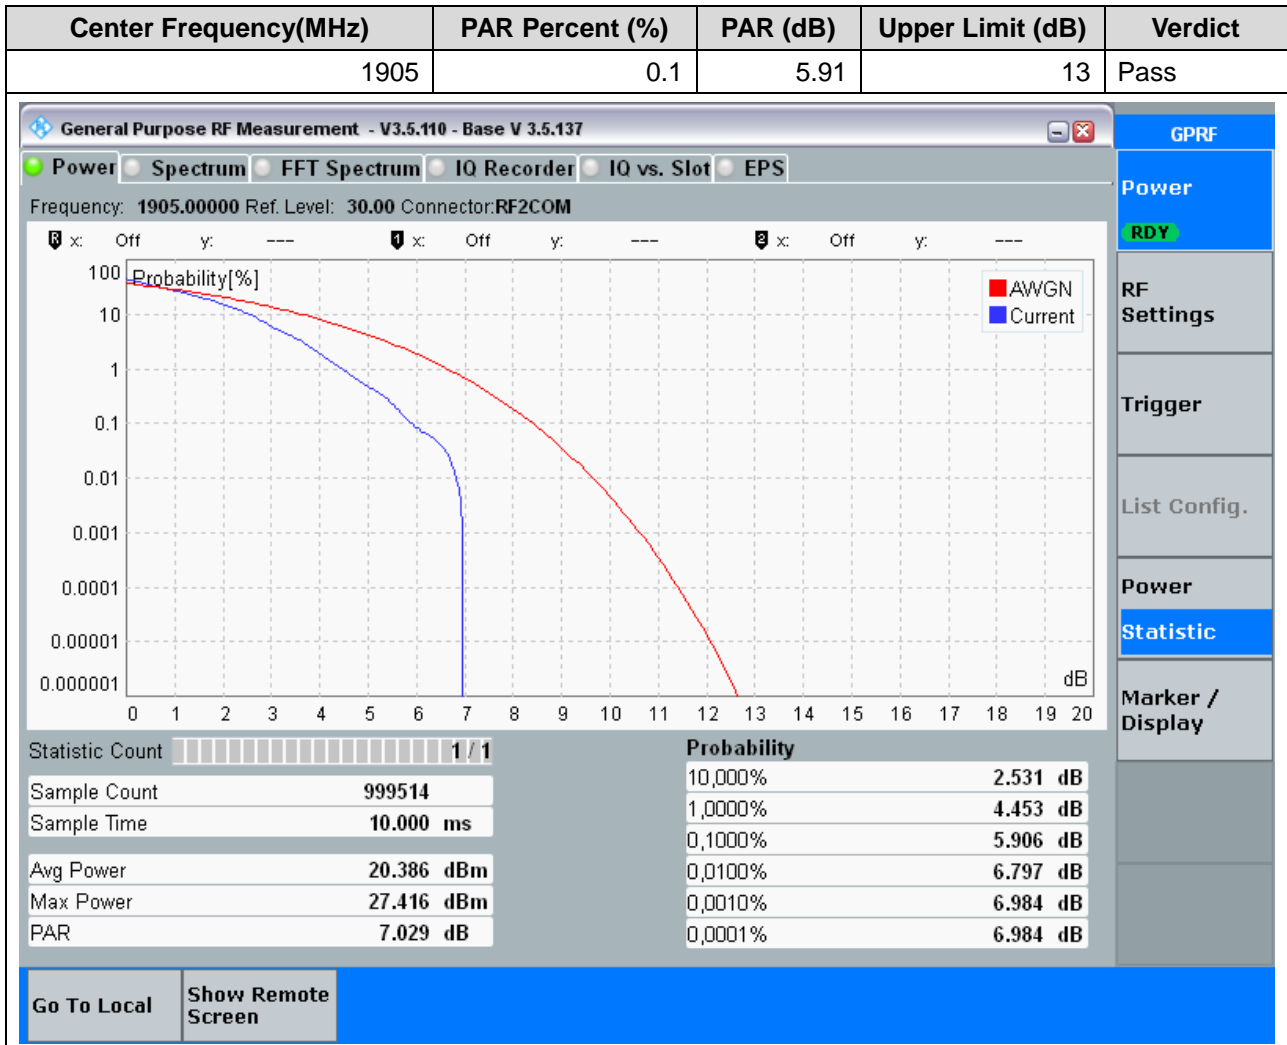 Center Frequency(MHz) PAR Percent (%) PAR (dB) Upper Limit (dB) Verdict
1905 0.1 5.91 13 Pass
General Purpose RF Measurement - V3.5.110 - Base V 3.5.137
GPRF
Power Spectrum FFT Spectrum IQ Recorder IQ vs. Slot EPS
Power
RDY
Frequency: 1905.00000 Ref. Level: 30.00 Connector:RF2COM
R x: Off y: --- 1 x: Off y: --- 2 x: Off y: ---
Probability[%]
AWGN
Current
100
10
1
0.1
0.01
0.001
0.0001
0.00001
0.000001
dB
0 1 2 3 4 5 6 7 8 9 10 11 12 13 14 15 16 17 18 19 20
RF
Settings
Trigger
List Config.
Power
Statistic
Marker /
Display
Statistic Count 1 / 1
Sample Count 999514
Sample Time 10.000 ms
Avg Power 20.386 dBm
Max Power 27.416 dBm
PAR 7.029 dB
Probability
10,000% 2.531 dB
1,0000% 4.453 dB
0,1000% 5.906 dB
0,0100% 6.797 dB
0,0010% 6.984 dB
0,0001% 6.984 dB
Go To Local
Show Remote
Screen